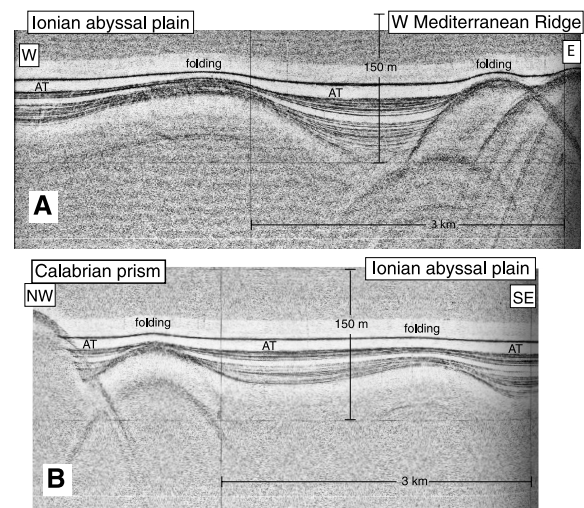 Ionian abyssal plain
W Mediterranean Ridge
W
folding
150 m
folding
E
AT
AT
A
3 km
Calabrian prism
Ionian abyssal plain
NW
SE
folding
150 m
folding
AT
AT
AT
B
3 km